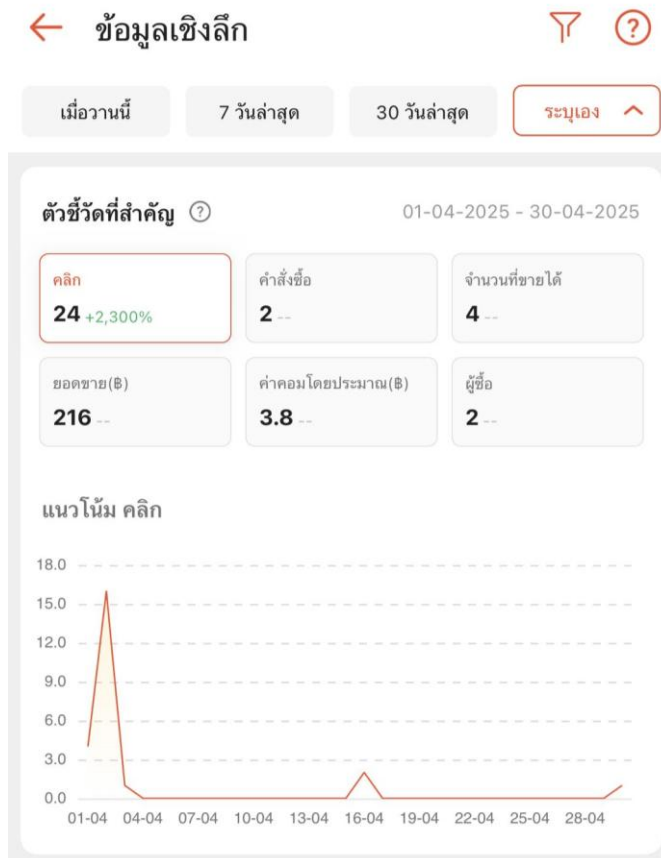 ข้อมูลเชิงลึก
เมื่อวานนี้ 7 วันล่าสุด 30 วันล่าสุด ระบุเอง
ตัวชี้วัดที่สำคัญ ? 01-04-2025 - 30-04-2025
คลิก คำสั่งซื้อ จำนวนที่ขายได้
24 +2,300% 2 -- 4 --
ยอดขาย(฿) ค่าคอมโดยประมาณ(฿) ผู้ซื้อ
216 -- 3.8 -- 2 --
แนวโน้ม คลิก
18.0
15.0
12.0
9.0
6.0
3.0
0.0
01-04 04-04 07-04 10-04 13-04 16-04 19-04 22-04 25-04 28-04